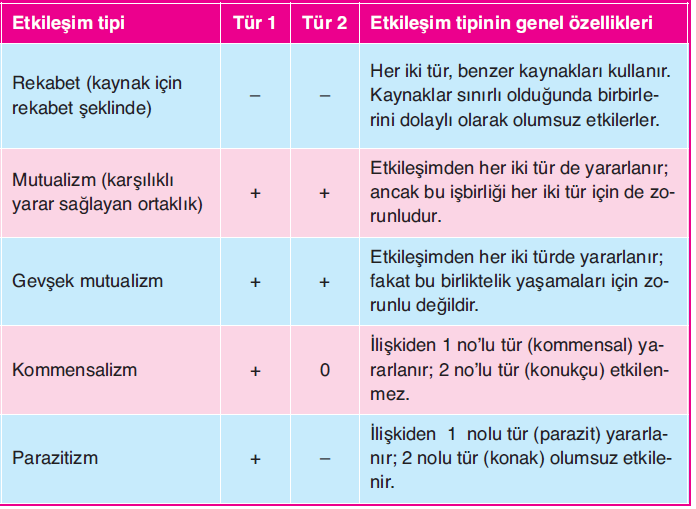 Etkileşim tipi Tür 1 Tür 2 Etkileşim tipinin genel özellikleri
Rekabet (kaynak için
rekabet şeklinde)
– –
Her iki tür, benzer kaynakları kullanır.
Kaynaklar sınırlı olduğunda birbirle-
rini dolaylı olarak olumsuz etkilerler.
Mutualizm (karşılıklı
yarar sağlayan ortaklık)
+ +
Etkileşimden her iki tür de yararlanır;
ancak bu işbirliği her iki tür için de zo-
runludur.
Gevşek mutualizm
+ +
Etkileşimden her iki türde yararlanır;
fakat bu birliktelik yaşamaları için zo-
runlu değildir.
Kommensalizm
+ 0
İlişkiden 1 no’lu tür (kommensal) ya-
rarlanır; 2 no’lu tür (konukçu) etkilen-
mez.
Parazitizm
+ –
İlişkiden 1 nolu tür (parazit) yararla-
nır; 2 nolu tür (konak) olumsuz etkile-
nir.